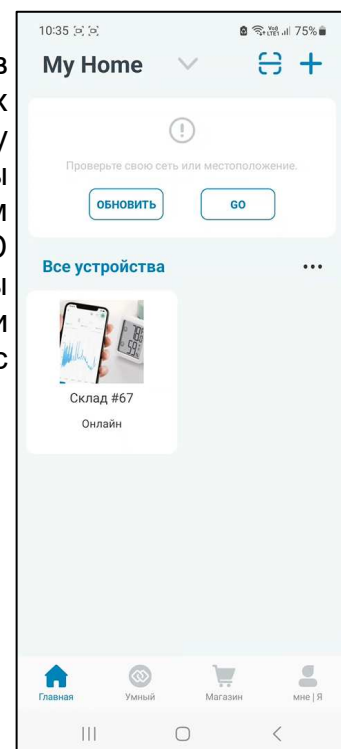 в
х
у
ы
м
О
ы
и
с
10:35 75%
My Home
Проверьте свою сеть или местоположение.
ОБНОВИТЬ GO
Все устройства
Склад #67
Онлайн
Главная Умный Магазин мне | Я